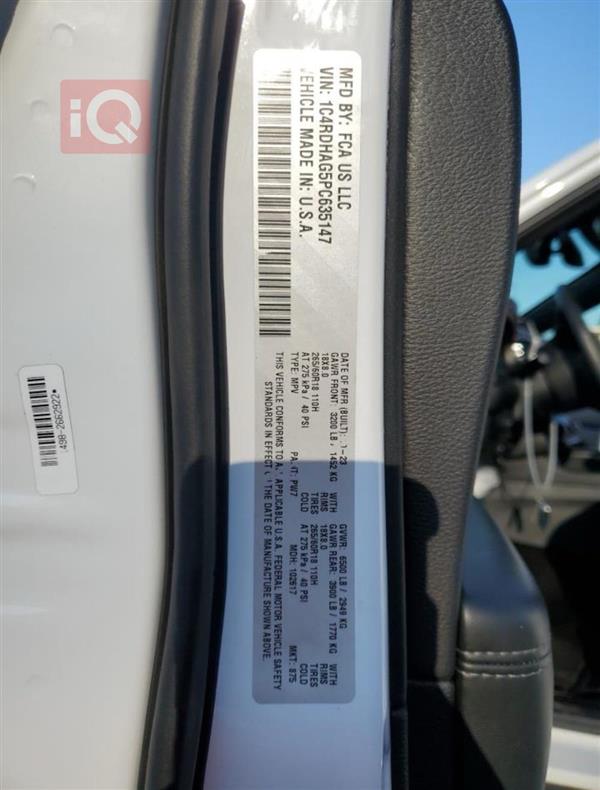 iQ
MFD BY: FCA US LLC
VIN: 1C4RDHAG5PC635147
VEHICLE MADE IN: U.S.A.
DATE OF MFR (BUILT): -23 GVWR: 6500 LB / 2949 KG
GAWR FRONT: 3200 LB / 1452 KG WITH GAWR REAR: 3900 LB / 1770 KG WITH
18X8.0 RIMS 18X8.0 RIMS
265/60R18 110H TIRES 265/60R18 110H TIRES
AT 275 kPa / 40 PSI COLD AT 275 kPa / 40 PSI COLD
TYPE: MPV PAINT: PW7 MDH: 102617 MKT: 875
THIS VEHICLE CONFORMS TO ALL APPLICABLE U.S.A. FEDERAL MOTOR VEHICLE SAFETY
STANDARDS IN EFFECT THE DATE OF MANUFACTURE SHOWN ABOVE.